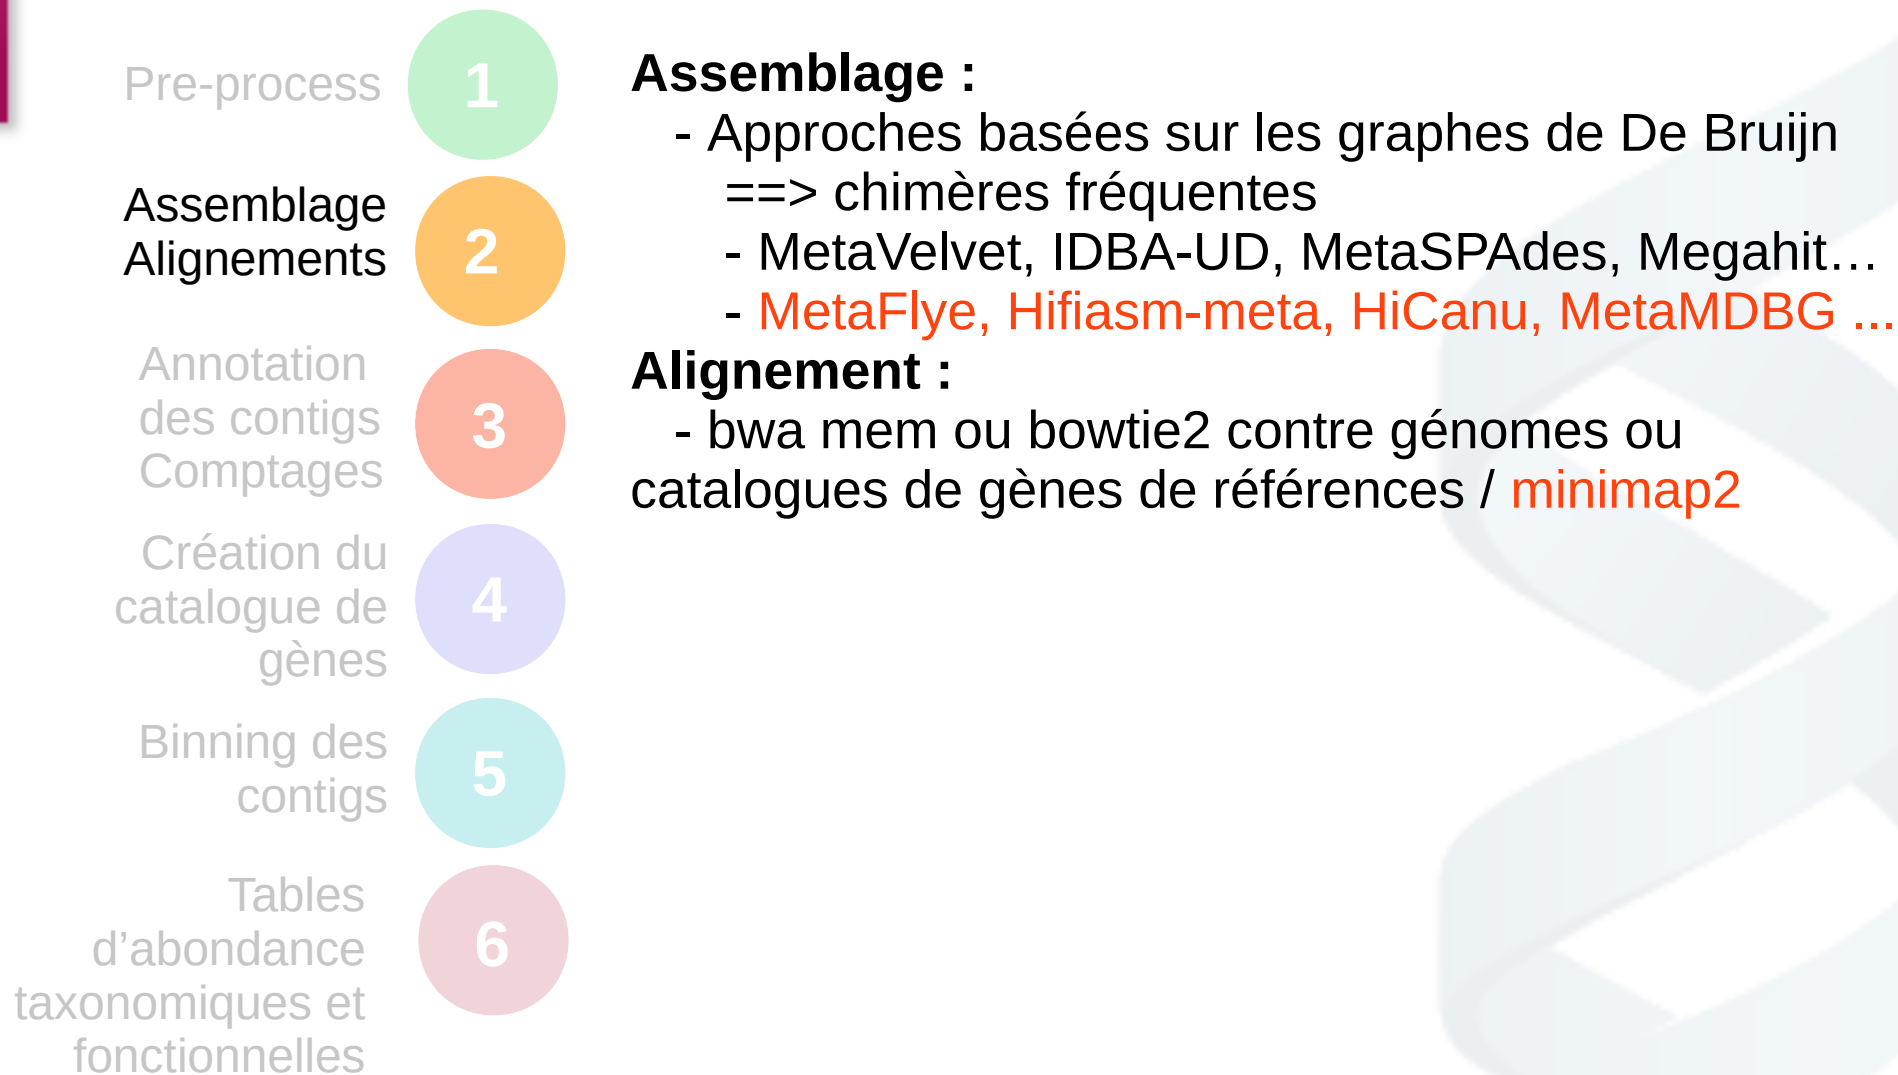 Pre-process
1
Assemblage
Alignements
2
Annotation
des contigs
Comptages
3
Création du
catalogue de
gènes
4
Binning des
contigs
5
Tables
d’abondance
taxonomiques et
fonctionnelles
6
Assemblage :
- Approches basées sur les graphes de De Bruijn
==> chimères fréquentes
- MetaVelvet, IDBA-UD, MetaSPAdes, Megahit…
- MetaFlye, Hifiasm-meta, HiCanu, MetaMDBG ...
Alignement :
- bwa mem ou bowtie2 contre génomes ou
catalogues de gènes de références / minimap2